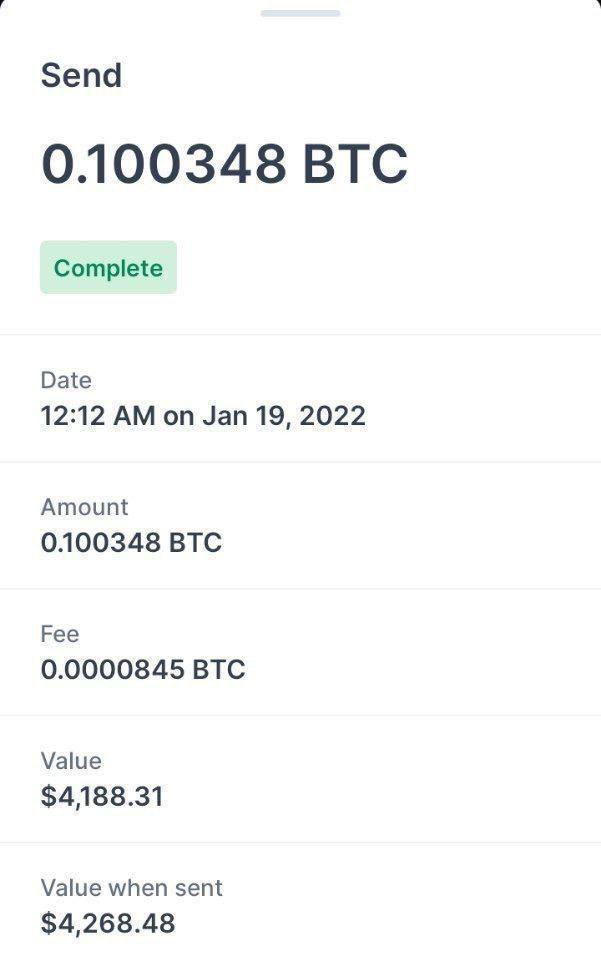 Send
0.100348 BTC
Complete
Date
12:12 AM on Jan 19, 2022
Amount
0.100348 BTC
Fee
0.0000845 BTC
Value
$4,188.31
Value when sent
$4,268.48